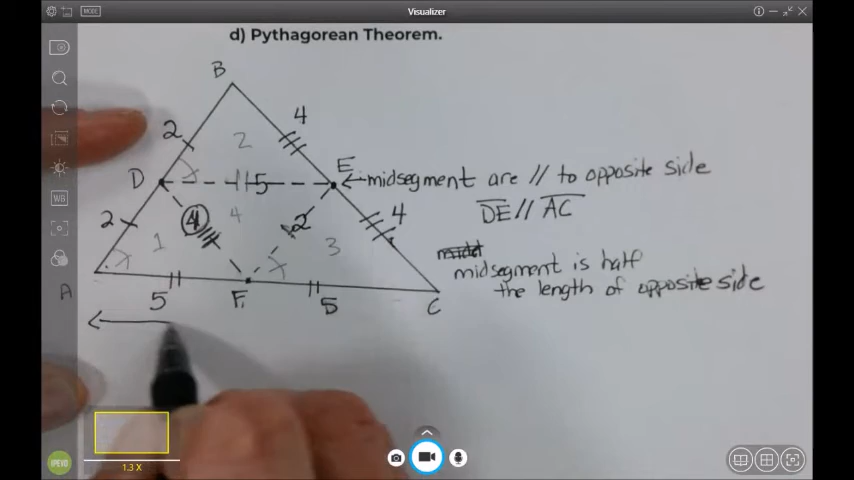 MODE
Visualizer
d) Pythagorean Theorem.
B
2
4
2
D
5
E
midsegment are // to opposite side
DE // AC
2
4
4
2
4
1
3
midsegment is half
the length of opposite side
A
5
F
5
C
WB
IPEVO
1.3 X